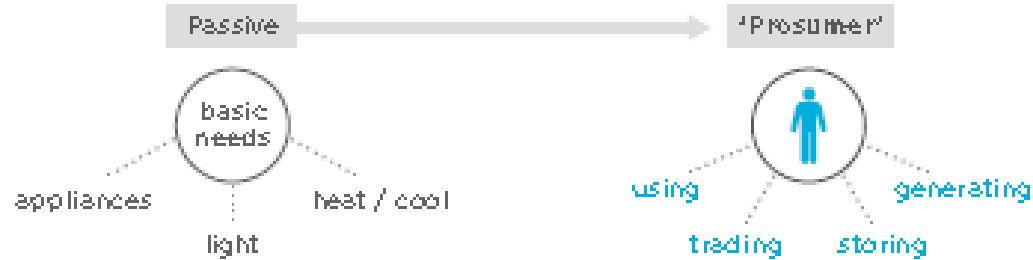 Passive
'Prosumer'
basic
needs
appliances
light
heat / cool
using
trading
storing
generating